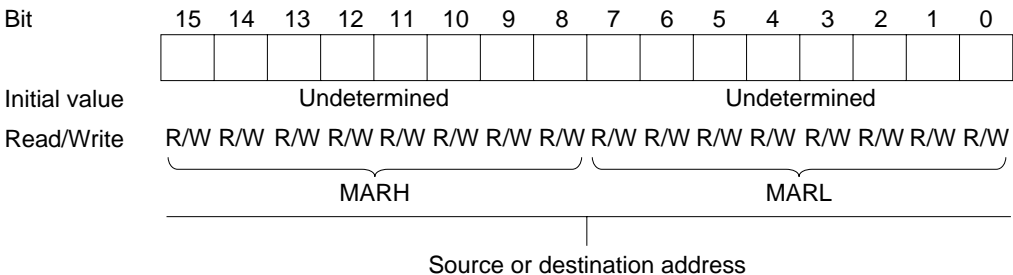 Bit 15 14 13 12 11 10 9 8 7 6 5 4 3 2 1 0
Initial value Undetermined Undetermined
Read/Write R/W R/W R/W R/W R/W R/W R/W R/W R/W R/W R/W R/W R/W R/W R/W R/W
MARH MARL
Source or destination address